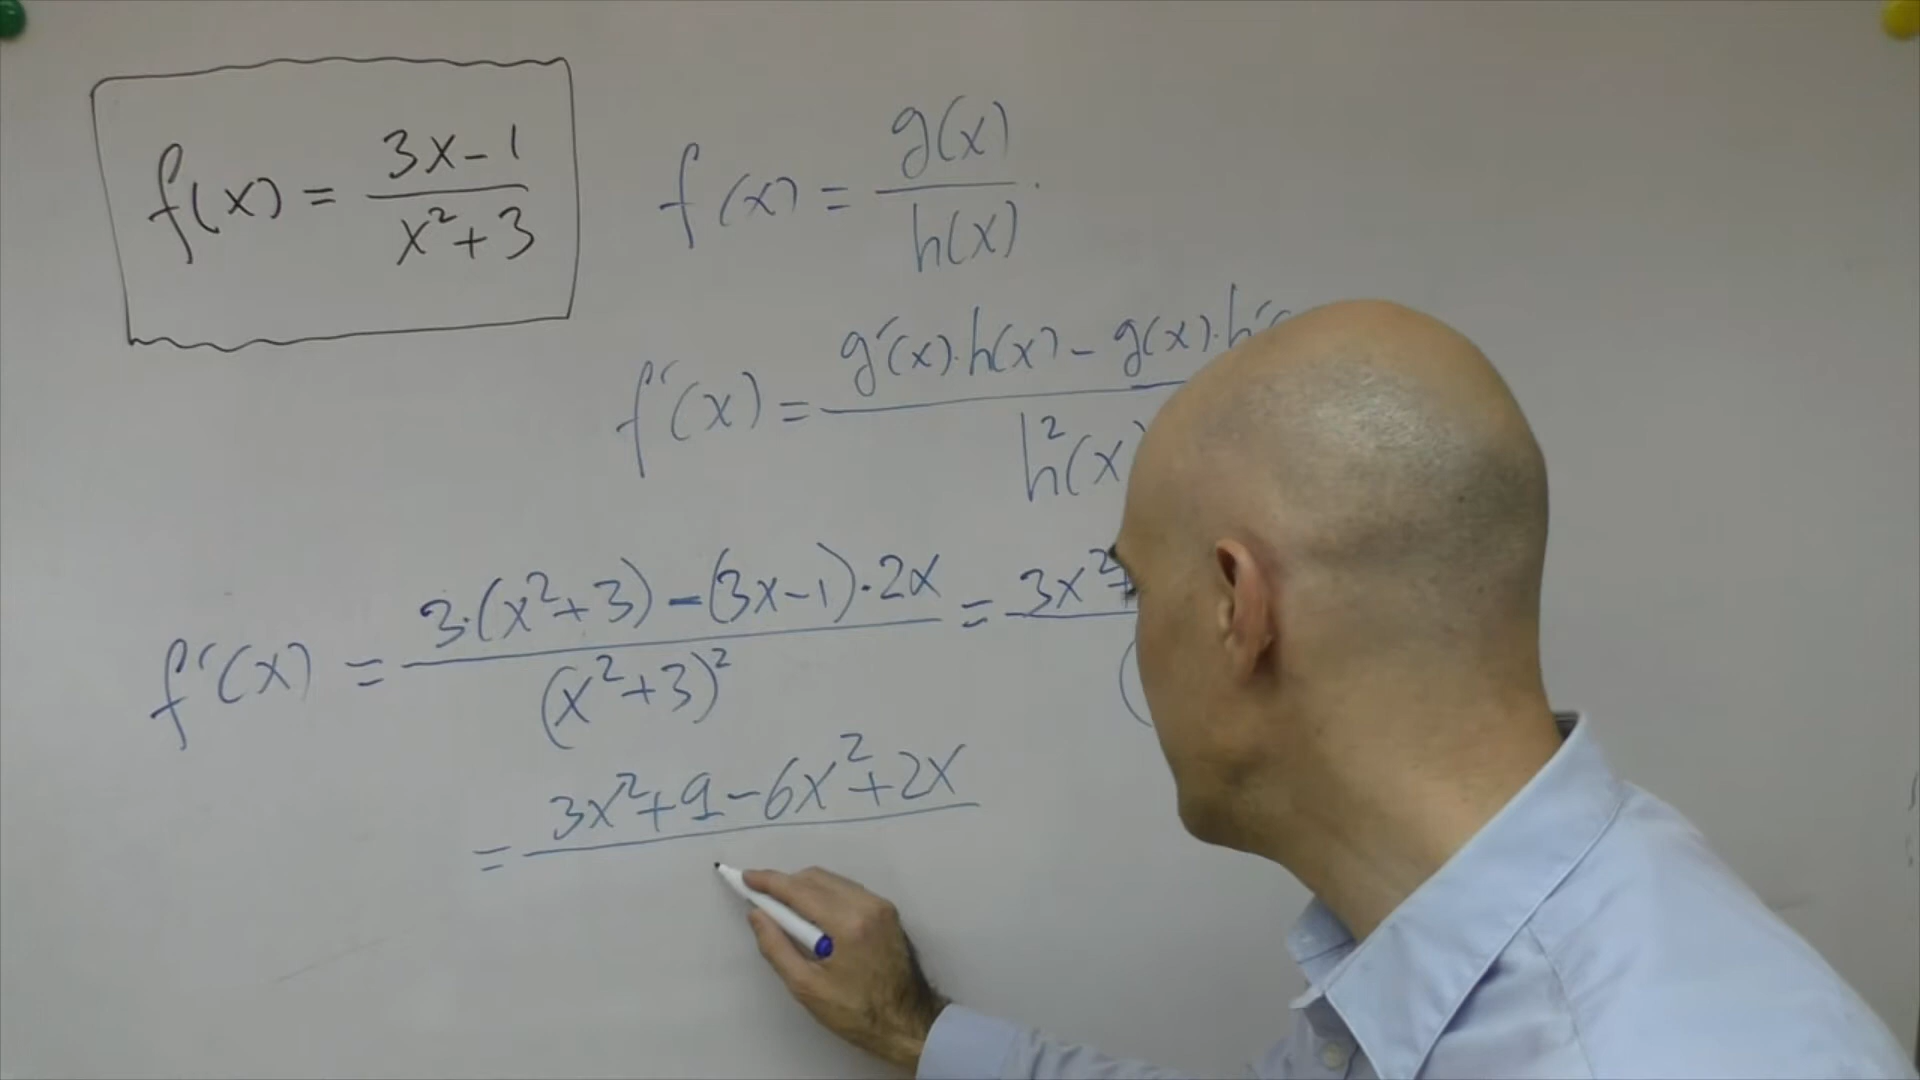 f(x) = (3x-1)/(x²+3)
f(x) = g(x)/h(x)
f'(x) = (g'(x)·h(x) - g(x)·h'(/h²(x)
f'(x) = (3·(x²+3) - (3x-1)·2x)/(x²+3)² = 3x²+
= (3x²+9-6x²+2x)/